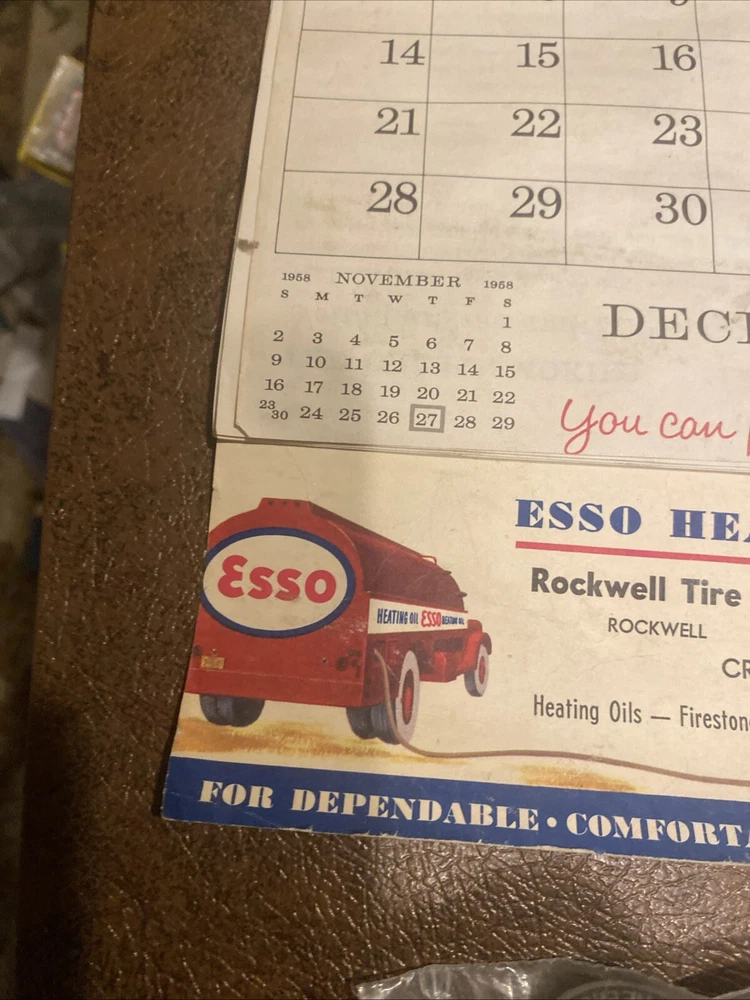 14 15 16
21 22 23
28 29 30
1958 NOVEMBER 1958
S M T W T F S
1
2 3 4 5 6 7 8
9 10 11 12 13 14 15
16 17 18 19 20 21 22
23 30 24 25 26 27 28 29
DEC
You can
ESSO HEA
Rockwell Tire
ROCKWELL
CR
Heating Oils — Firestone
Esso
HEATING OIL ESSO HEATING OIL
FOR DEPENDABLE • COMFORTA